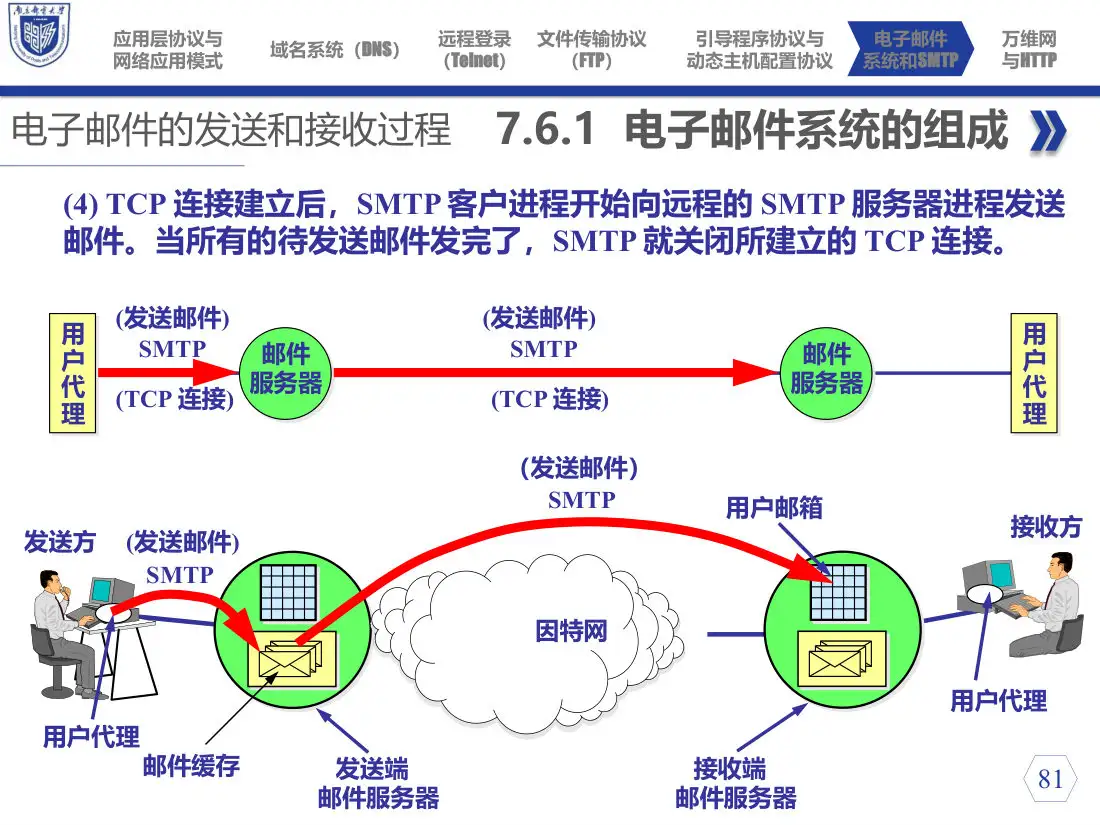 应用层协议与
网络应用模式
域名系统（DNS）
远程登录
（Telnet）
文件传输协议
（FTP）
引导程序协议与
动态主机配置协议
电子邮件
系统和SMTP
万维网
与HTTP
电子邮件的发送和接收过程 7.6.1 电子邮件系统的组成
(4) TCP 连接建立后，SMTP 客户进程开始向远程的 SMTP 服务器进程发送
邮件。当所有的待发送邮件发完了，SMTP 就关闭所建立的 TCP 连接。
用户代理
(发送邮件)
SMTP
(TCP 连接)
邮件
服务器
(发送邮件)
SMTP
(TCP 连接)
邮件
服务器
用户代理
（发送邮件）
SMTP
用户邮箱
接收方
发送方
(发送邮件)
SMTP
因特网
用户代理
用户代理
邮件缓存
发送端
邮件服务器
接收端
邮件服务器
81